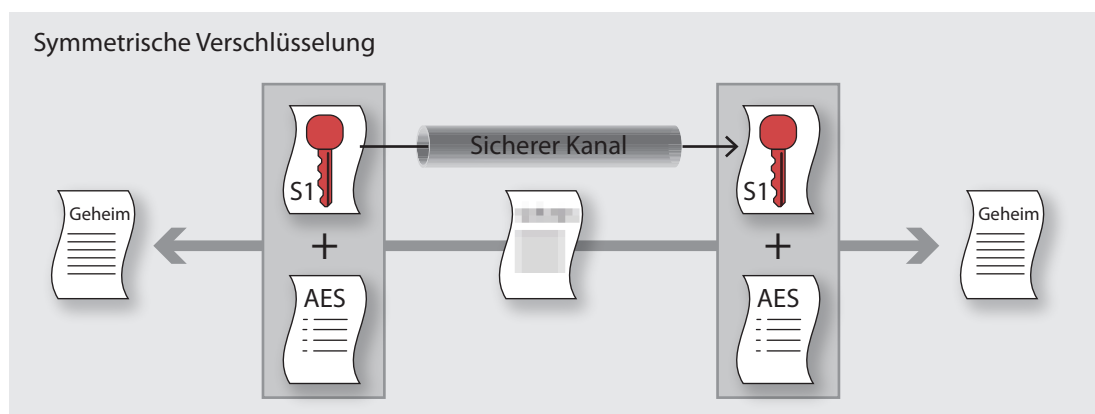 Symmetrische Verschlüsselung
Sicherer Kanal
S1
S1
Geheim
Geheim
+
+
AES
AES